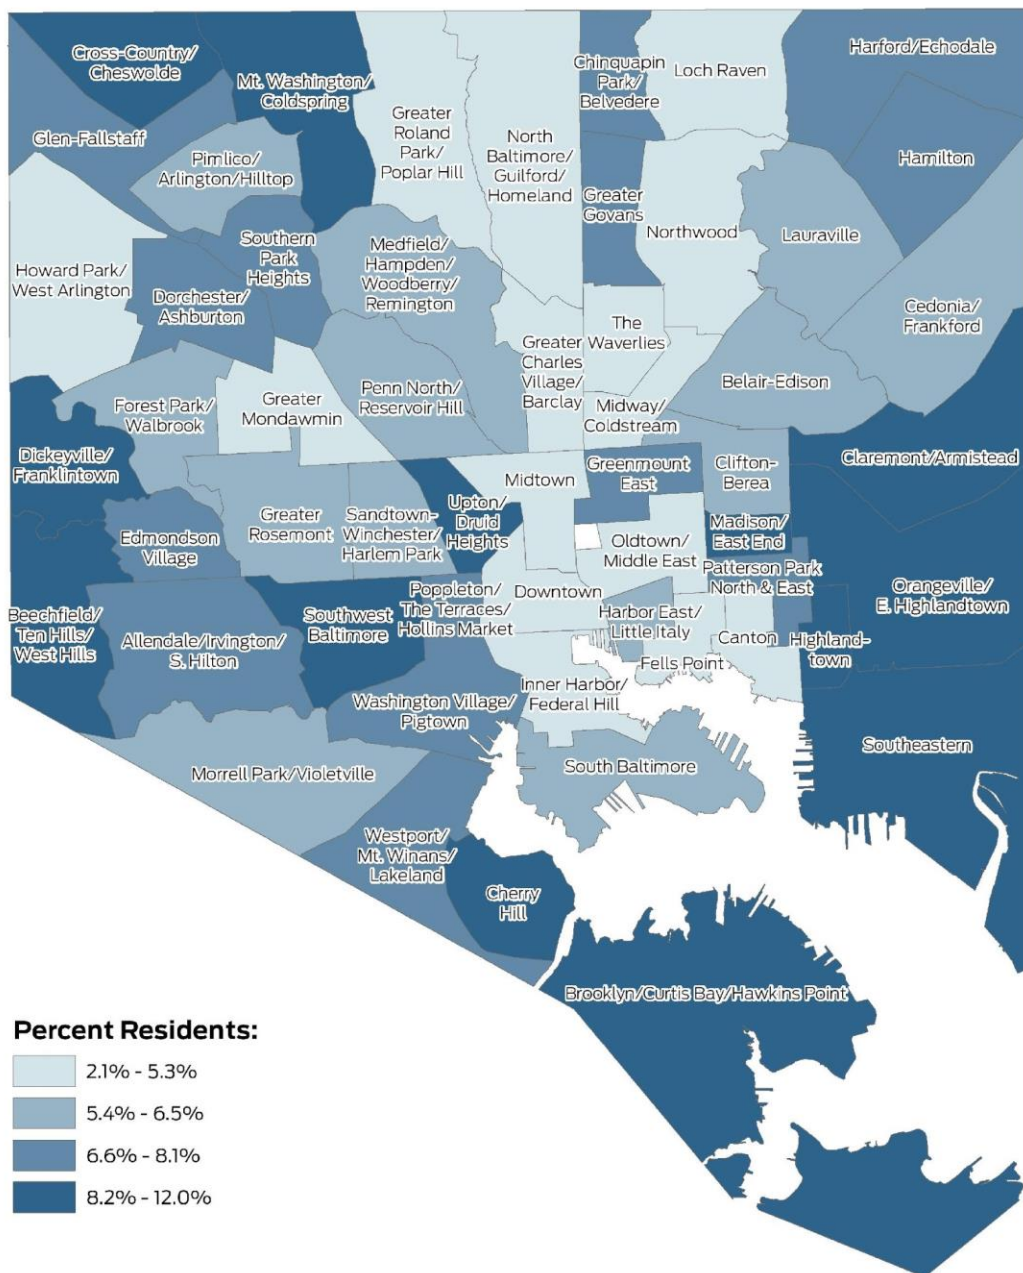 Cross-Country/
Cheswolde
Mt. Washington/
Coldspring
Greater
Roland
Park/
Poplar Hill
North
Baltimore/
Guilford/
Homeland
Chinquapin
Park/
Belvedere
Loch Raven
Harford/Echodale
Glen-Fallstaff
Pimlico/
Arlington/Hilltop
Hamilton
Greater
Govans
Northwood
Lauraville
Howard Park/
West Arlington
Southern
Park
Heights
Dorchester/
Ashburton
Medfield/
Hampden/
Woodberry/
Remington
Cedonia/
Frankford
The
Waverlies
Greater
Charles
Village/
Barclay
Belair-Edison
Forest Park/
Walbrook
Greater
Mondawmin
Penn North/
Reservoir Hill
Midway/
Coldstream
Dickeyville/
Franklintown
Midtown
Greenmount
East
Clifton-
Berea
Claremont/Armistead
Edmondson
Village
Greater
Rosemont
Sandtown-
Winchester/
Harlem Park
Upton/
Druid
Heights
Oldtown/
Middle East
Madison/
East End
Patterson Park
North & East
Orangeville/
E. Highlandtown
Beechfield/
Ten Hills/
West Hills
Allendale/Irvington/
S. Hilton
Southwest
Baltimore
Poppleton/
The Terraces/
Hollins Market
Downtown
Harbor East/
Little Italy
Canton
Highland-
town
Fells Point
Washington Village/
Pigtown
Inner Harbor/
Federal Hill
Southeastern
Morrell Park/Violetville
South Baltimore
Westport/
Mt. Winans/
Lakeland
Cherry
Hill
Brooklyn/Curtis Bay/Hawkins Point
Percent Residents:
2.1% - 5.3%
5.4% - 6.5%
6.6% - 8.1%
8.2% - 12.0%